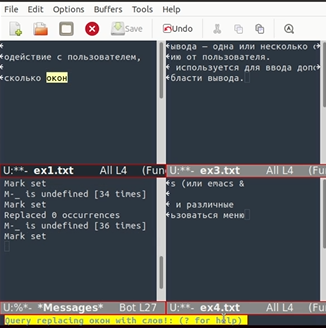 File Edit Options Buffers Tools Help
Save Undo
одействие с пользователем,
сколько окон
ывода – одна или несколько
ию от пользователя.
используется для ввода допо
бласти вывода.
U:**- ex1.txt All L4 (Fun
U:**- ex3.txt All L4
Mark set
M-_ is undefined [34 times]
Mark set
Replaced 0 occurrences
M-_ is undefined [36 times]
Mark set
s (или emacs &
и различные
ьзоваться меню
U:%*- *Messages* Bot L27
U:**- ex4.txt All L4
Query replacing окон with слов!: (? for help)